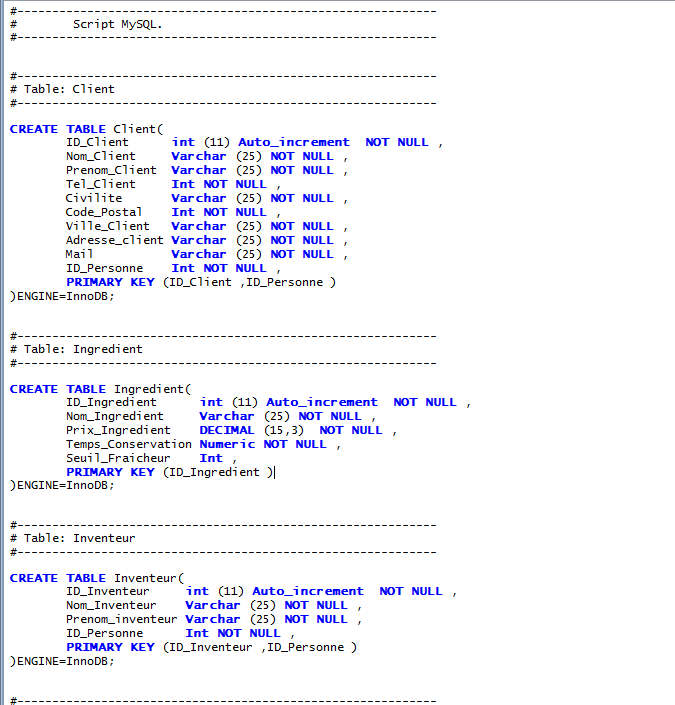 #------------------------------------------------------------
#        Script MySQL.
#------------------------------------------------------------
#------------------------------------------------------------
# Table: Client
#------------------------------------------------------------
CREATE TABLE Client(
        ID_Client      int (11) Auto_increment  NOT NULL ,
        Nom_Client     Varchar (25) NOT NULL ,
        Prenom_Client  Varchar (25) NOT NULL ,
        Tel_Client     Int NOT NULL ,
        Civilite       Varchar (25) NOT NULL ,
        Code_Postal    Int NOT NULL ,
        Ville_Client   Varchar (25) NOT NULL ,
        Adresse_client Varchar (25) NOT NULL ,
        Mail           Varchar (25) NOT NULL ,
        ID_Personne    Int NOT NULL ,
        PRIMARY KEY (ID_Client ,ID_Personne )
)ENGINE=InnoDB;
#------------------------------------------------------------
# Table: Ingredient
#------------------------------------------------------------
CREATE TABLE Ingredient(
        ID_Ingredient      int (11) Auto_increment  NOT NULL ,
        Nom_Ingredient     Varchar (25) NOT NULL ,
        Prix_Ingredient    DECIMAL (15,3)  NOT NULL ,
        Temps_Conservation Numeric NOT NULL ,
        Seuil_Fraicheur    Int ,
        PRIMARY KEY (ID_Ingredient )
)ENGINE=InnoDB;
#------------------------------------------------------------
# Table: Inventeur
#------------------------------------------------------------
CREATE TABLE Inventeur(
        ID_Inventeur     int (11) Auto_increment  NOT NULL ,
        Nom_Inventeur    Varchar (25) NOT NULL ,
        Prenom_inventeur Varchar (25) NOT NULL ,
        ID_Personne      Int NOT NULL ,
        PRIMARY KEY (ID_Inventeur ,ID_Personne )
)ENGINE=InnoDB;
#------------------------------------------------------------